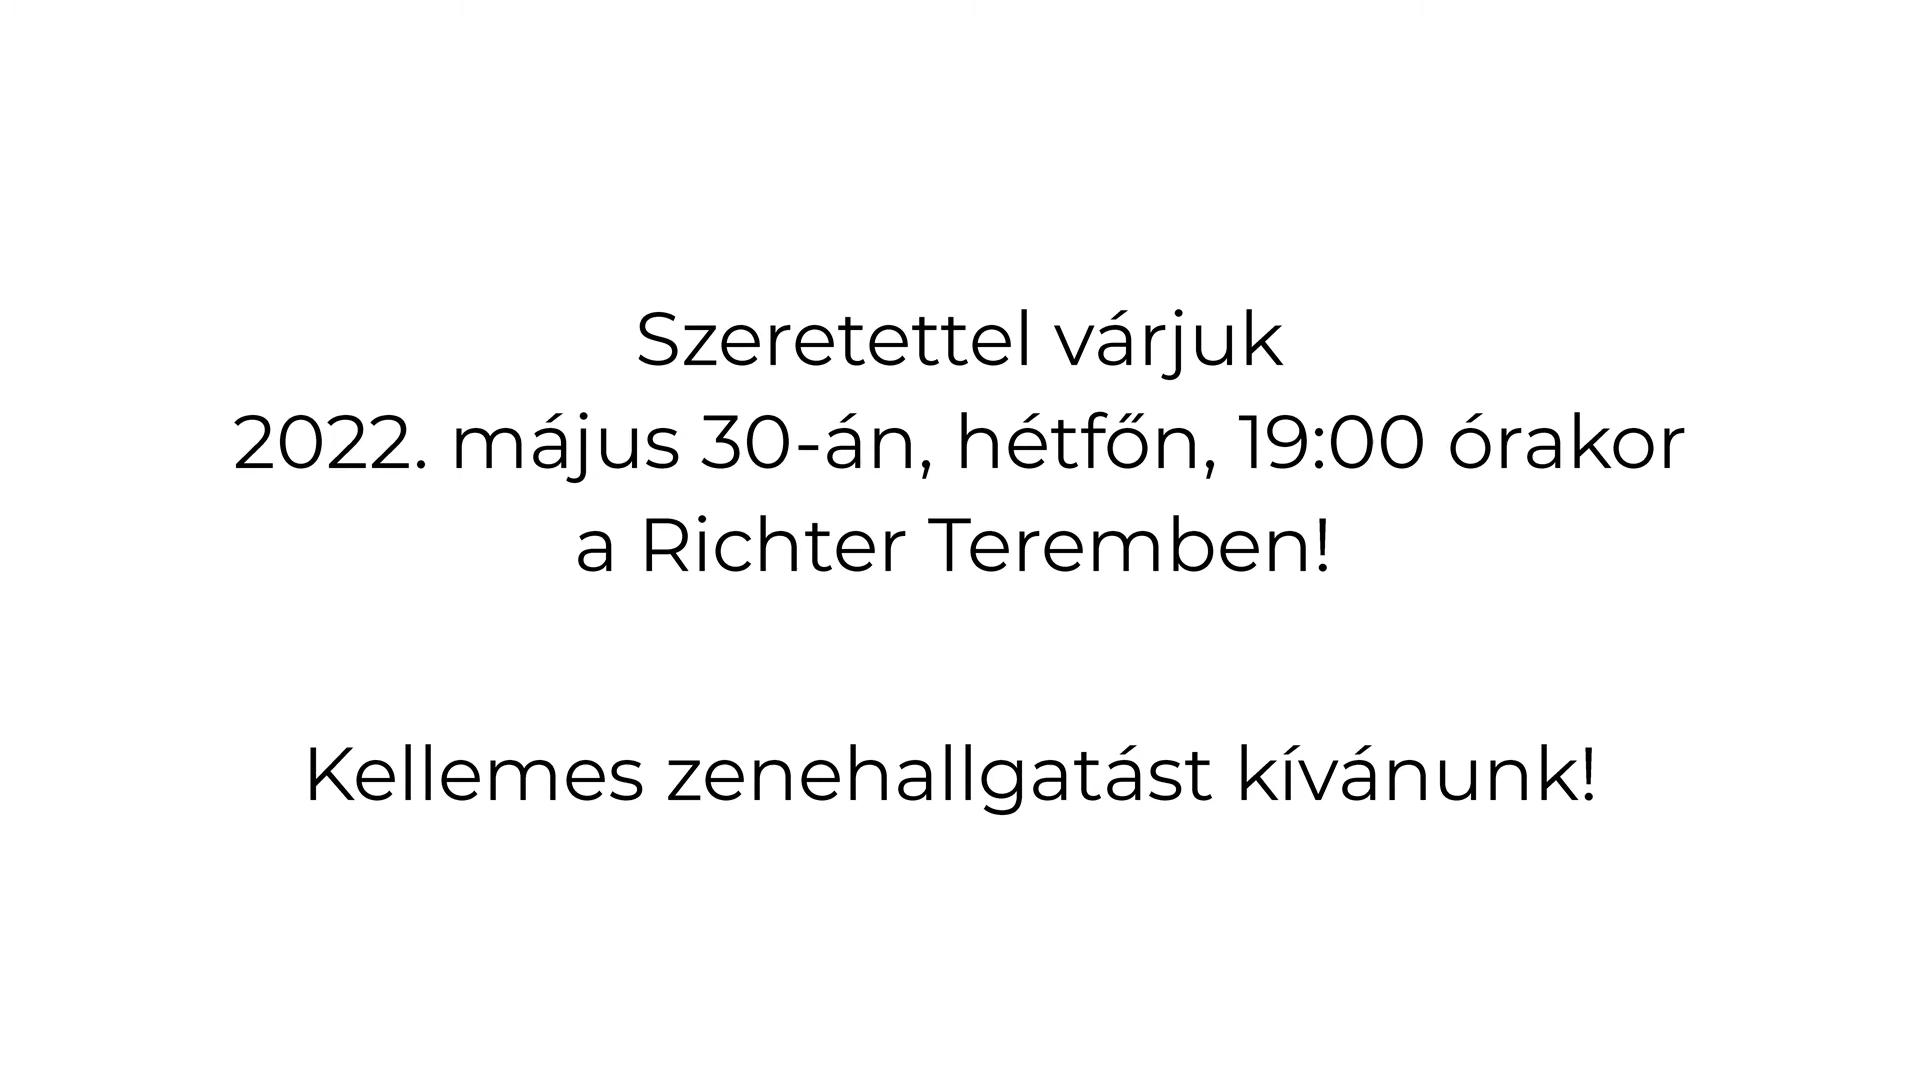 Szeretettel várjuk
2022. május 30-án, hétfőn, 19:00 órakor
a Richter Teremben!
Kellemes zenehallgatást kívánunk!